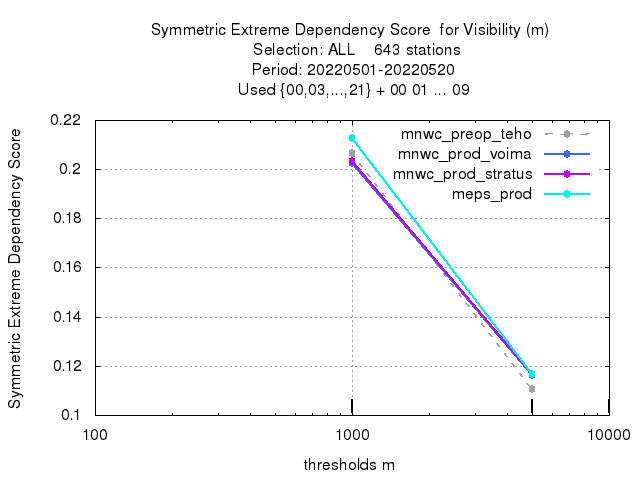 Symmetric Extreme Dependency Score  for Visibility (m)
Selection: ALL    643 stations
Period: 20220501-20220520
Used {00,03,...,21} + 00 01 ... 09
Symmetric Extreme Dependency Score
0.22
0.2
0.18
0.16
0.14
0.12
0.1
mnwc_preop_teho
mnwc_prod_voima
mnwc_prod_stratus
meps_prod
100
1000
10000
thresholds m